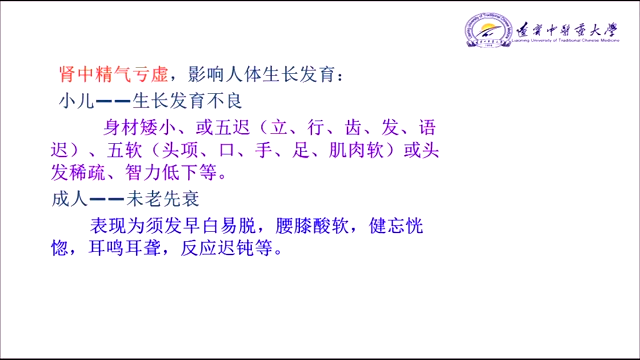 辽宁中医药大学
Liaoning University of Traditional Chinese Medicine
肾中精气亏虚，影响人体生长发育：
小儿——生长发育不良
身材矮小、或五迟（立、行、齿、发、语
迟）、五软（头项、口、手、足、肌肉软）或头
发稀疏、智力低下等。
成人——未老先衰
表现为须发早白易脱，腰膝酸软，健忘恍
惚，耳鸣耳聋，反应迟钝等。